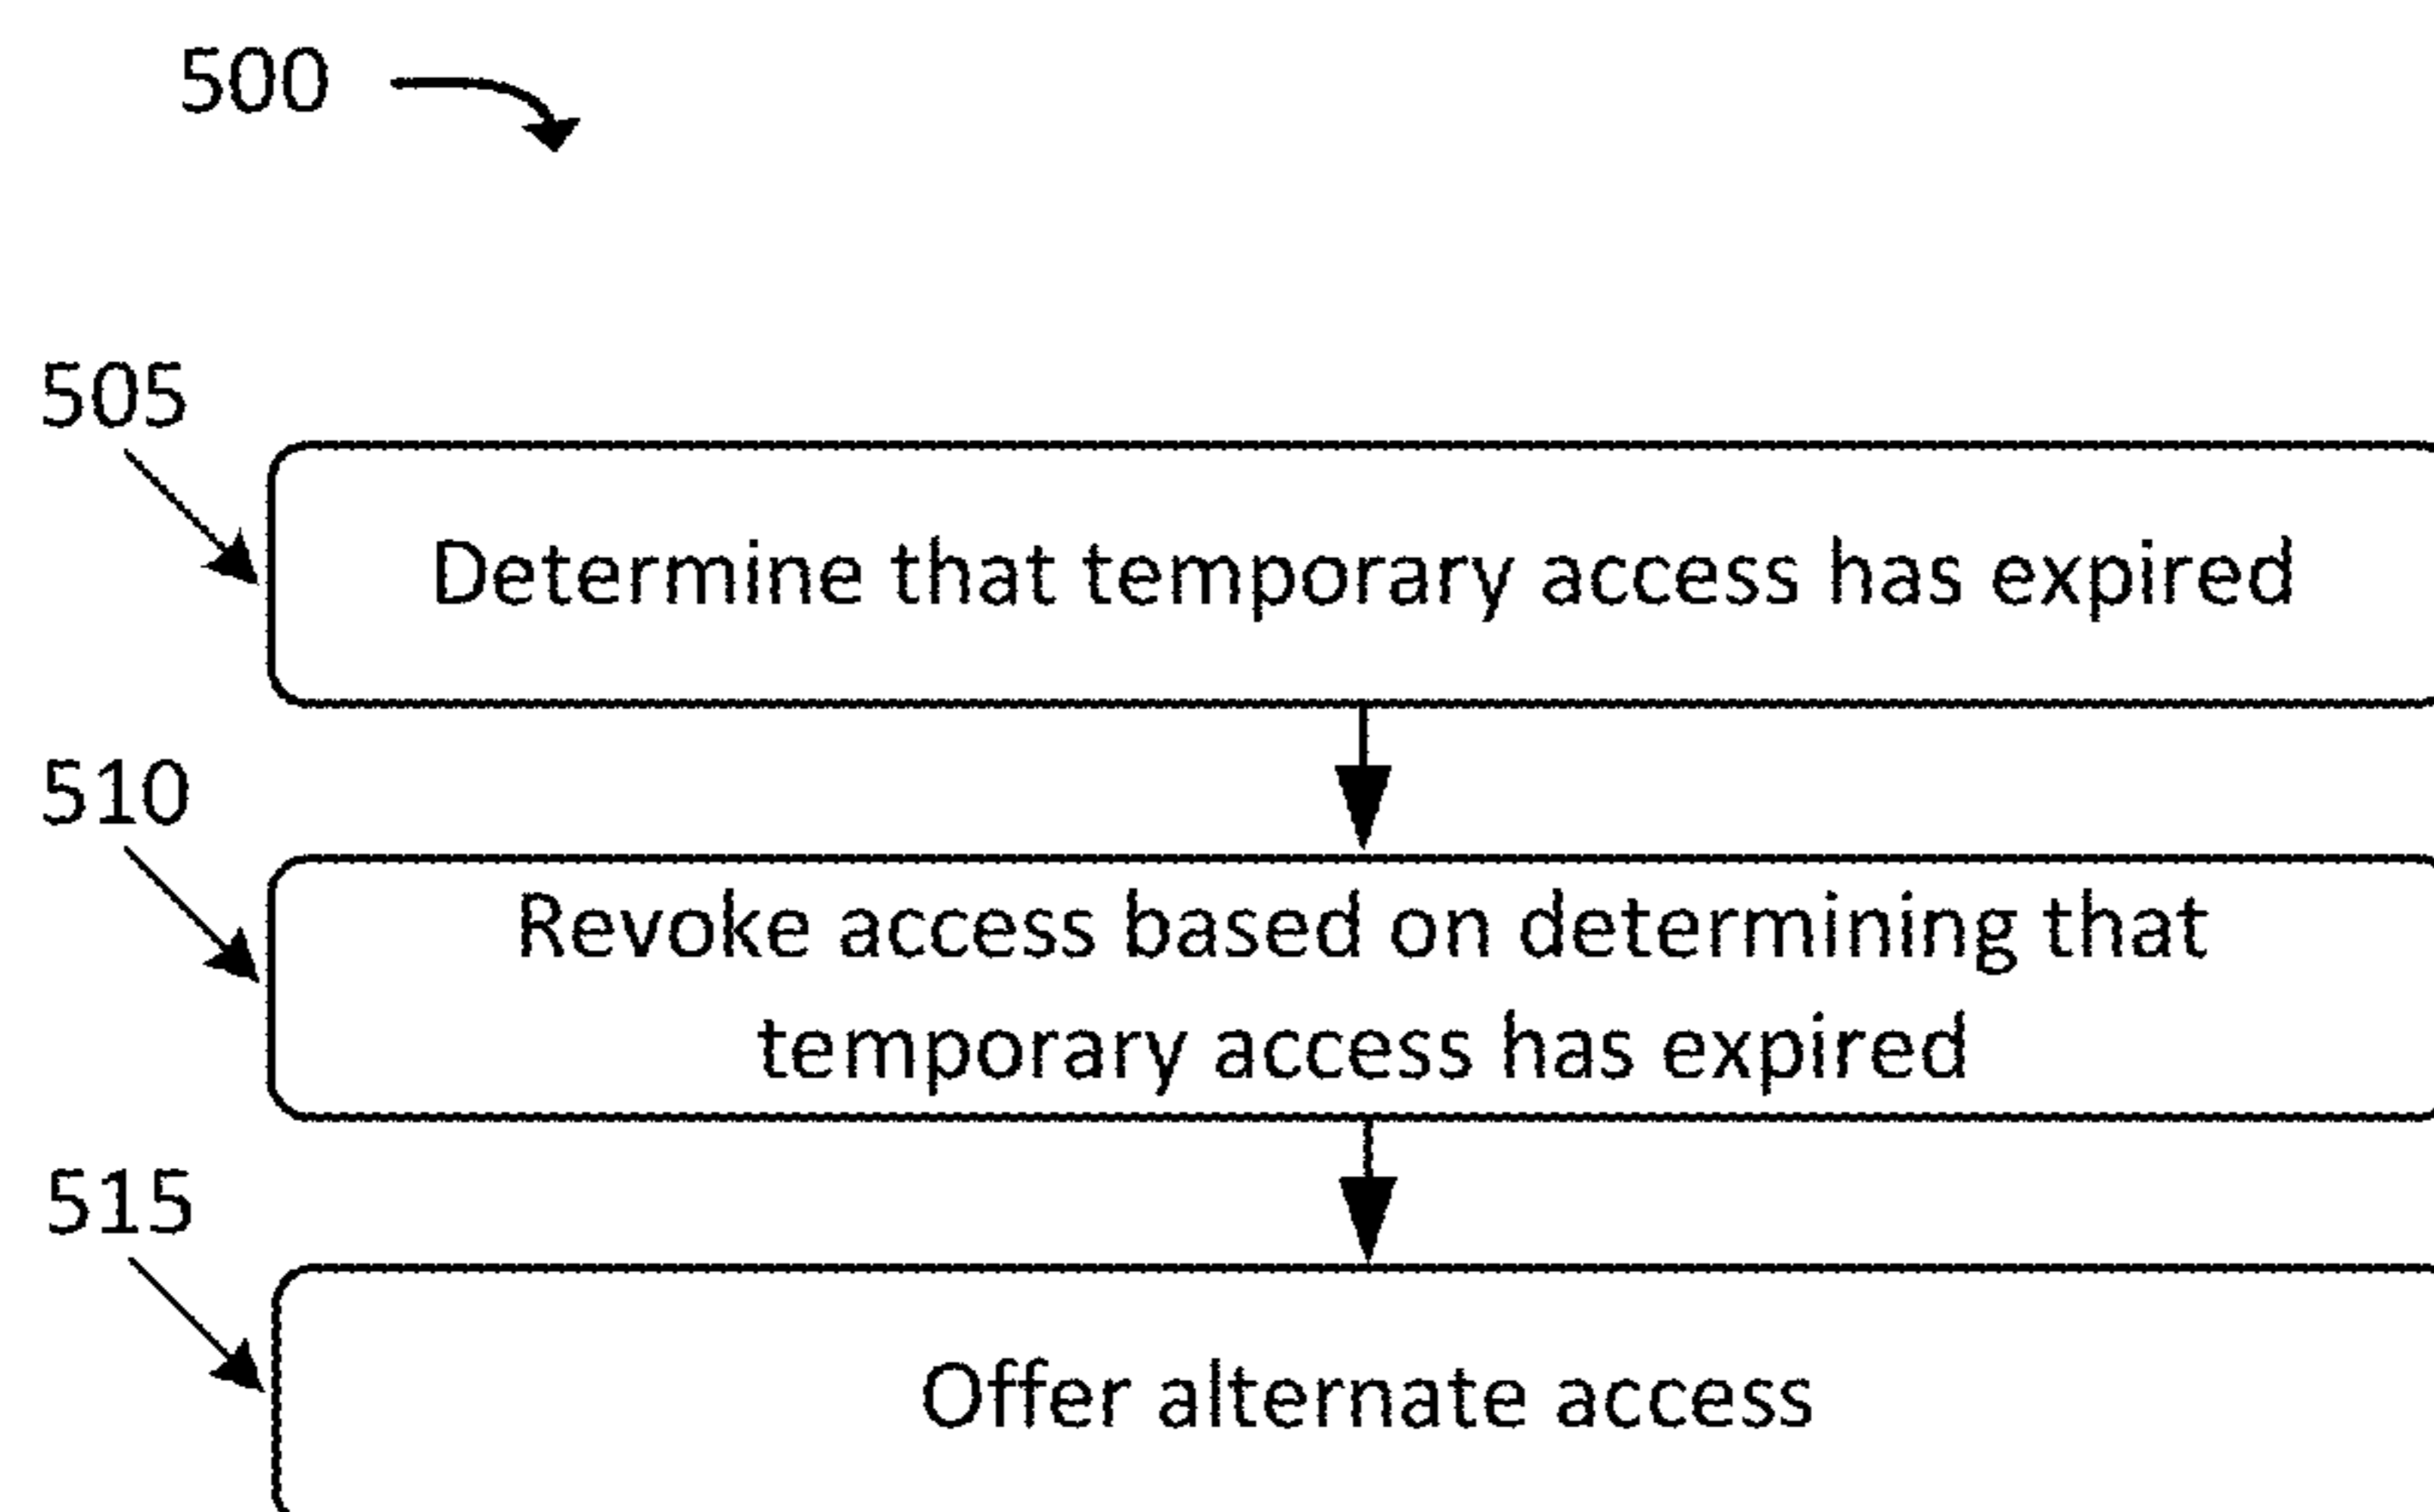 500
505
Determine that temporary access has expired
510
Revoke access based on determining that
temporary access has expired
515
Offer alternate access